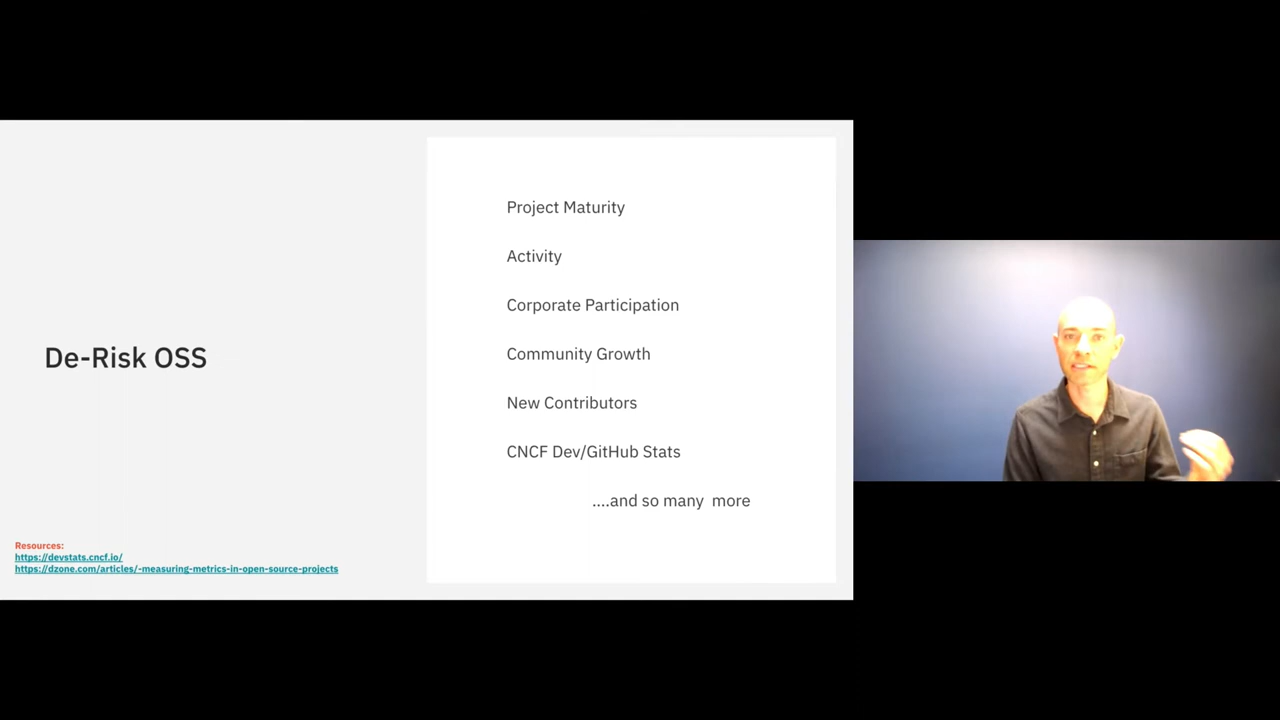 De-Risk OSS
Resources:
https://devstats.cncf.io/
https://dzone.com/articles/-measuring-metrics-in-open-source-projects
Project Maturity
Activity
Corporate Participation
Community Growth
New Contributors
CNCF Dev/GitHub Stats
....and so many  more